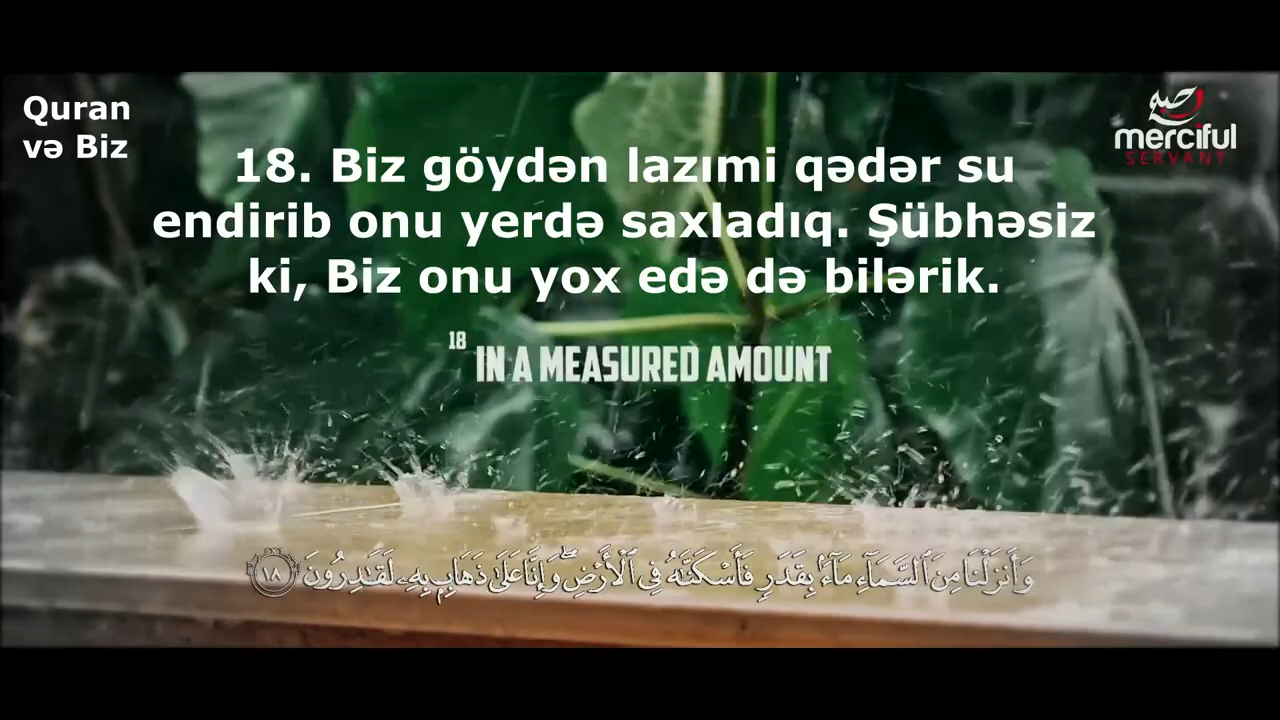 Quran
və Biz
حصہ
merciful
SERVANT
18. Biz göydən lazımi qədər su
endirib onu yerdə saxladıq. Şübhəsiz
ki, Biz onu yox edə də bilərik.
18 IN A MEASURED AMOUNT
وَأَنزَلْنَا مِنَ ٱلسَّمَآءِ مَآءًۢ بِقَدَرٍ فَأَسْكَنَّـٰهُ فِى ٱلْأَرْضِ ۖ وَإِنَّا عَلَىٰ ذَهَابٍۭ بِهِۦ لَقَـٰدِرُونَ ١٨